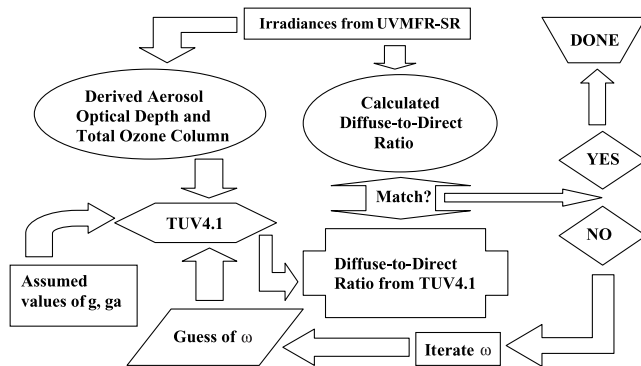 Irradiances from UVMFR-SR
DONE
Derived Aerosol
Optical Depth and
Total Ozone Column
Calculated
Diffuse-to-Direct
Ratio
YES
Match?
TUV4.1
NO
Assumed
values of g, ga
Diffuse-to-Direct
Ratio from TUV4.1
Guess of ω
Iterate ω